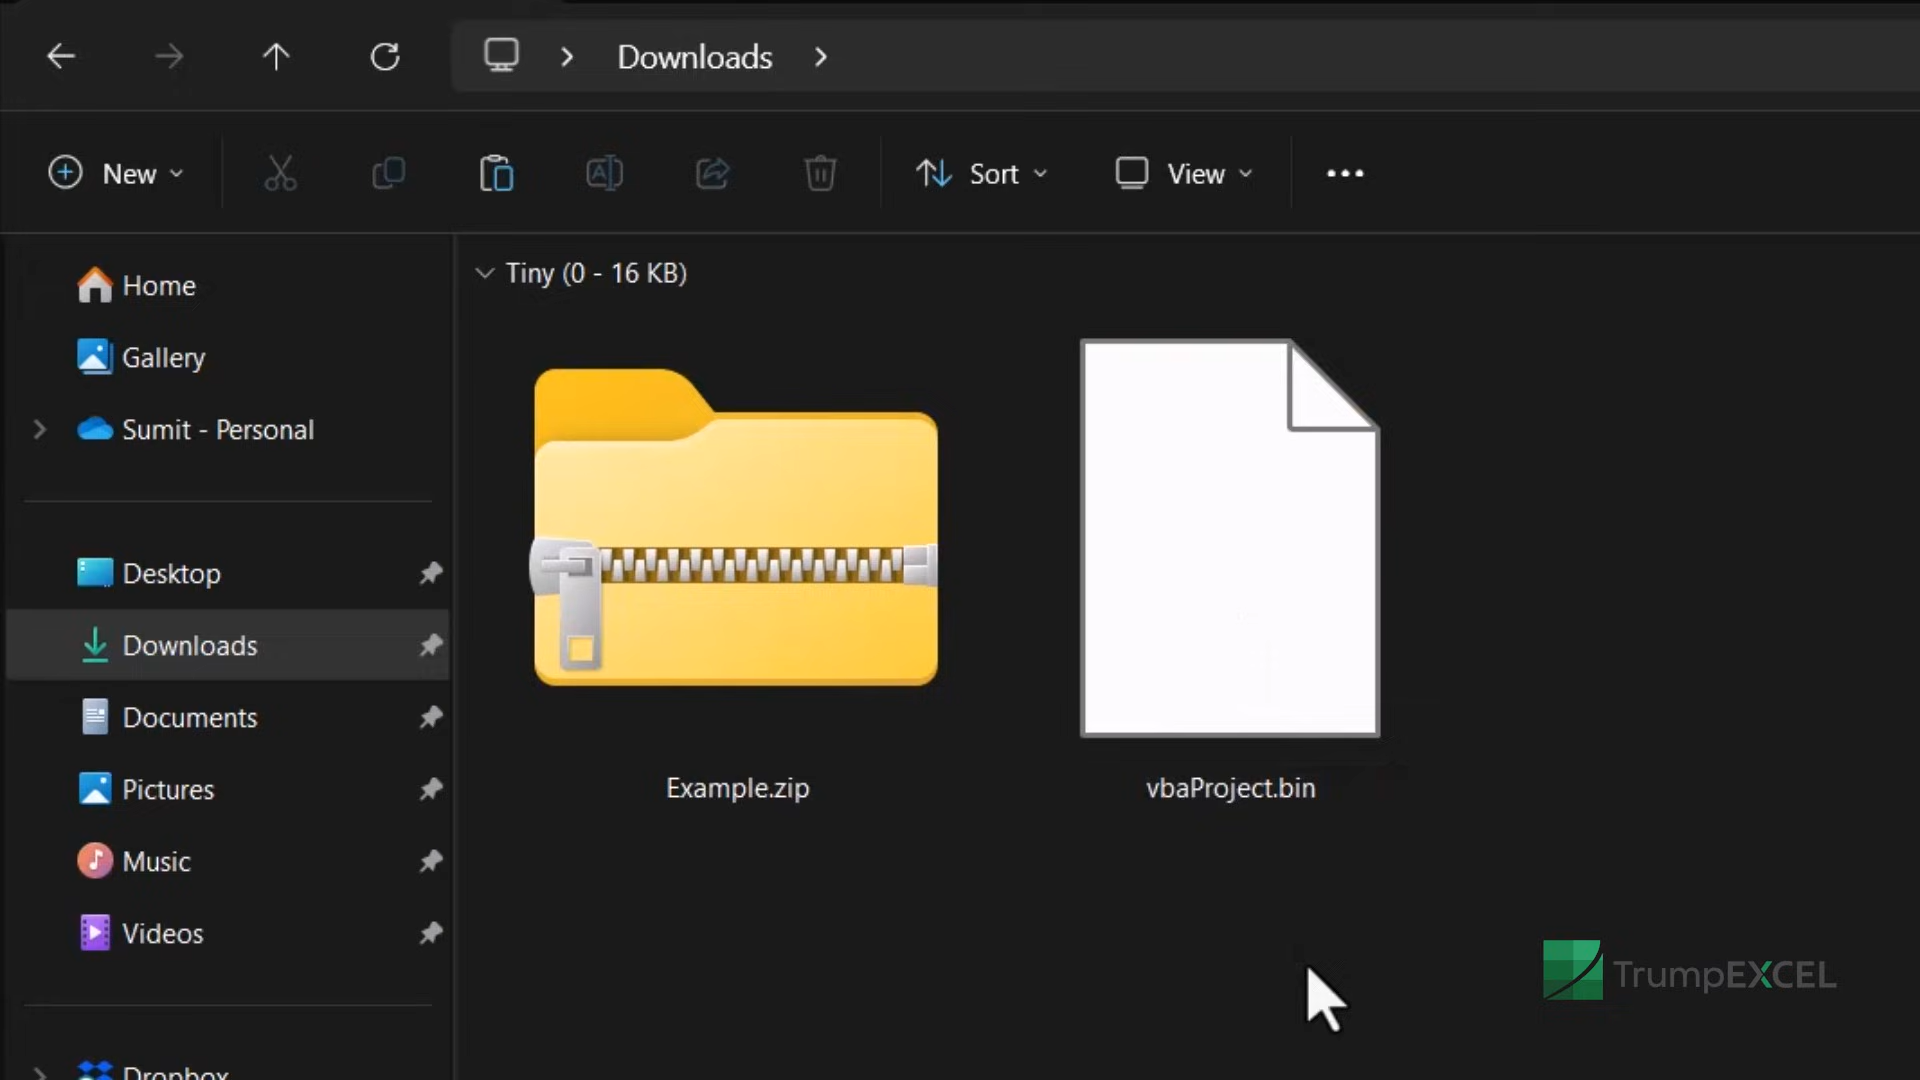 Downloads
New
Sort
View
Home
Gallery
Sumit - Personal
Desktop
Downloads
Documents
Pictures
Music
Videos
Dropbox
Tiny (0 - 16 KB)
Example.zip
vbaProject.bin
TrumpEXCEL